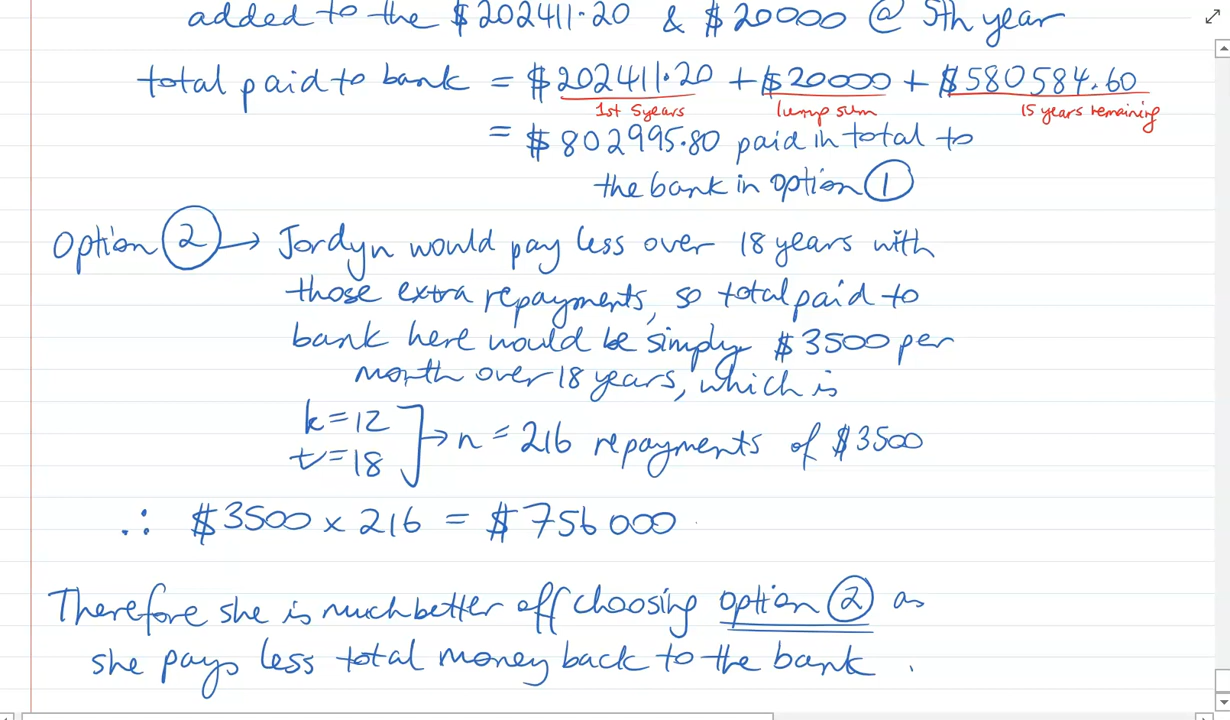 added to the $202411.20 & $20000 @ 5th year
total paid to bank = $202411.20 + $20000 + $580584.60
1st 5years lump sum 15 years remaining
= $802995.80 paid in total to
the bank in option ①
Option ② → Jordyn would pay less over 18 years with
those extra repayments, so total paid to
bank here would be simply $3500 per
month over 18 years, which is
k=12
t=18 ] → n = 216 repayments of $3500
∴ $3500 × 216 = $756000
Therefore she is much better off choosing option ② as
she pays less total money back to the bank.